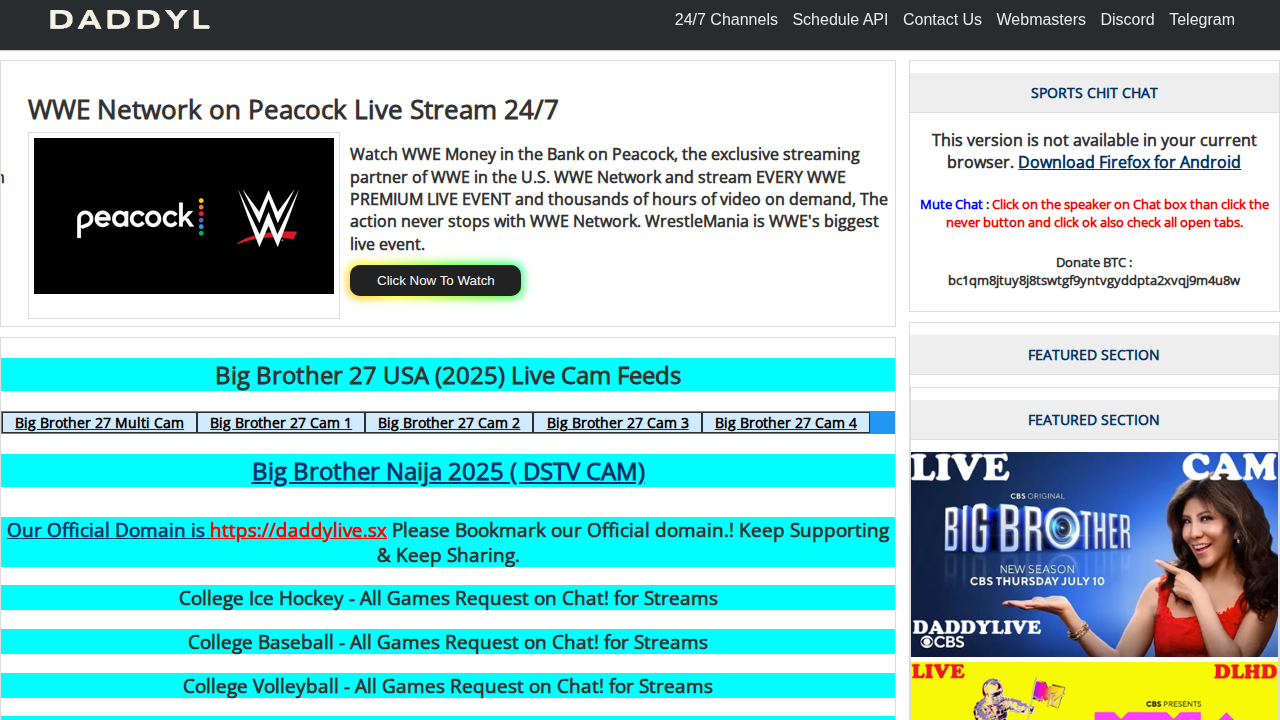 DADDYL
24/7 Channels Schedule API Contact Us Webmasters Discord Telegram
WWE Network on Peacock Live Stream 24/7
peacock W
Watch WWE Money in the Bank on Peacock, the exclusive streaming
partner of WWE in the U.S. WWE Network and stream EVERY WWE
PREMIUM LIVE EVENT and thousands of hours of video on demand, The
action never stops with WWE Network. WrestleMania is WWE's biggest
live event.
Click Now To Watch
Big Brother 27 USA (2025) Live Cam Feeds
Big Brother 27 Multi Cam Big Brother 27 Cam 1 Big Brother 27 Cam 2 Big Brother 27 Cam 3 Big Brother 27 Cam 4
Big Brother Naija 2025 ( DSTV CAM)
Our Official Domain is https://daddylive.sx Please Bookmark our Official domain.! Keep Supporting
& Keep Sharing.
College Ice Hockey - All Games Request on Chat! for Streams
College Baseball - All Games Request on Chat! for Streams
College Volleyball - All Games Request on Chat! for Streams
SPORTS CHIT CHAT
This version is not available in your current
browser. Download Firefox for Android
Mute Chat : Click on the speaker on Chat box than click the
never button and click ok also check all open tabs.
Donate BTC :
bc1qm8jtuy8j8tswtgf9yntvgyddpta2xvqj9m4u8w
FEATURED SECTION
FEATURED SECTION
LIVE CAM
CBS ORIGINAL
BIG BROTHER
NEW SEASON
CBS THURSDAY JULY 10
DADDYLIVE
CBS
LIVE DLHD
CBS PRESENTS